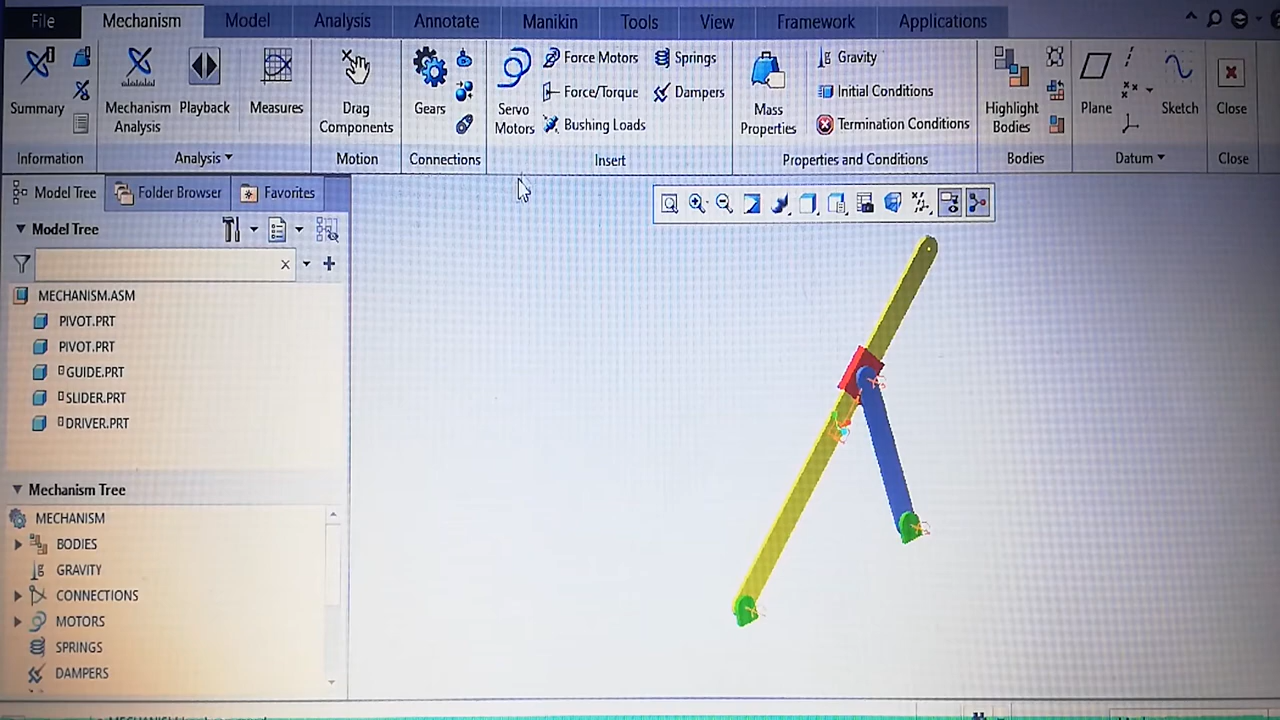 File Mechanism Model Analysis Annotate Manikin Tools View Framework Applications
Summary
Mechanism Analysis
Playback
Measures
Drag Components
Gears
Servo Motors
Force Motors
Force/Torque
Bushing Loads
Springs
Dampers
Mass Properties
Gravity
Initial Conditions
Termination Conditions
Highlight Bodies
Plane
Sketch
Close
Information Analysis Motion Connections Insert Properties and Conditions Bodies Datum Close
Model Tree Folder Browser Favorites
Model Tree
MECHANISM.ASM
PIVOT.PRT
PIVOT.PRT
GUIDE.PRT
SLIDER.PRT
DRIVER.PRT
Mechanism Tree
MECHANISM
BODIES
GRAVITY
CONNECTIONS
MOTORS
SPRINGS
DAMPERS